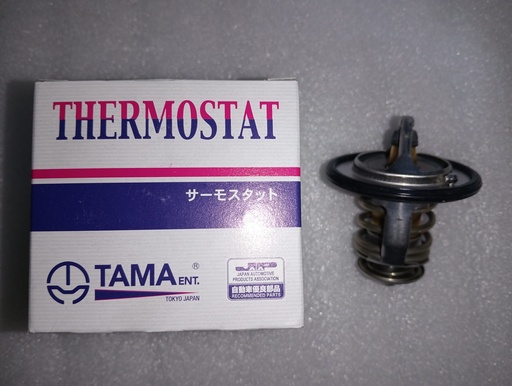 THERMOSTAT
サーモスタット
TAMA ENT.®
TOKYO JAPAN
JAPAN AUTOMOTIVE
PRODUCTS ASSOCIATION
自動車優良部品
RECOMMENDED PARTS